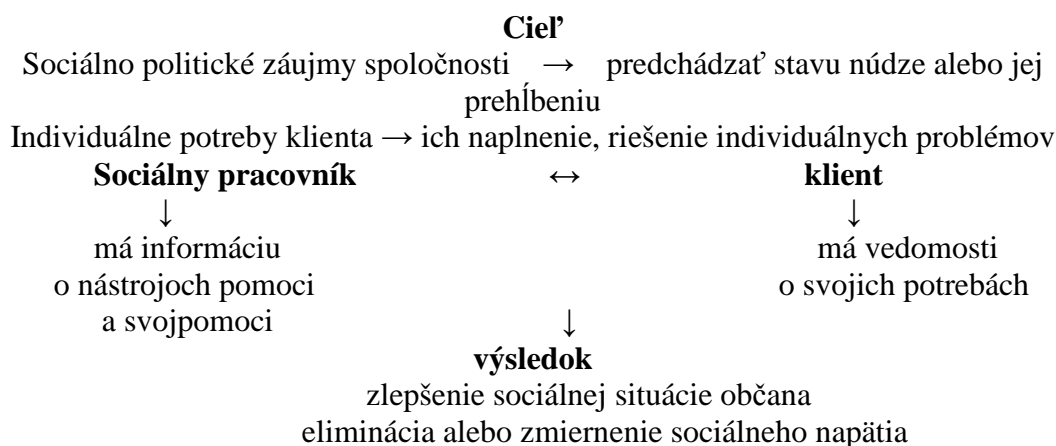 Cieľ
Sociálno politické záujmy spoločnosti → predchádzať stavu núdze alebo jej
prehĺbeniu
Individuálne potreby klienta → ich naplnenie, riešenie individuálnych problémov
Sociálny pracovník ↔ klient
↓ ↓
má informáciu má vedomosti
o nástrojoch pomoci o svojich potrebách
a svojpomoci
↓
výsledok
zlepšenie sociálnej situácie občana
eliminácia alebo zmiernenie sociálneho napätia